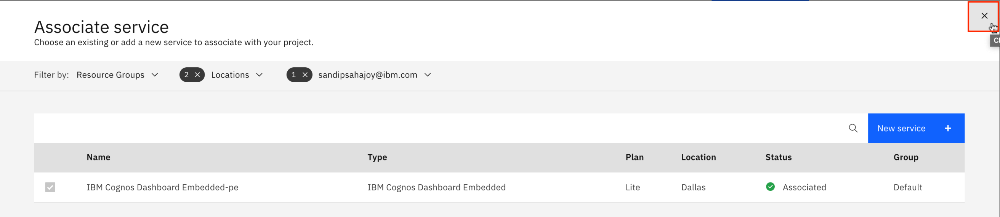 Associate service
Choose an existing or add a new service to associate with your project.
Cl
Filter by: Resource Groups 2 Locations 1 sandipsahajoy@ibm.com
New service +
Name Type Plan Location Status Group
IBM Cognos Dashboard Embedded-pe IBM Cognos Dashboard Embedded Lite Dallas Associated Default